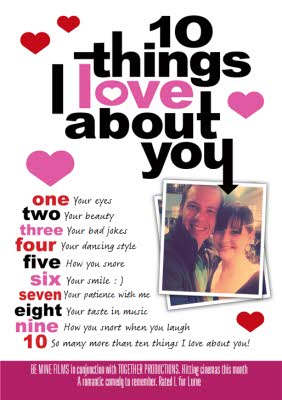 10
things
I love
about
you
one Your eyes
two Your beauty
three Your bad jokes
four Your dancing style
five How you snore
six Your smile : )
seven Your patience with me
eight Your taste in music
nine How you snort when you laugh
10 So many more than ten things I love about you!
BE MINE FILMS in conjunction with TOGETHER PRODUCTIONS. Hitting cinemas this month
A romantic comedy to remember. Rated L for Lurve